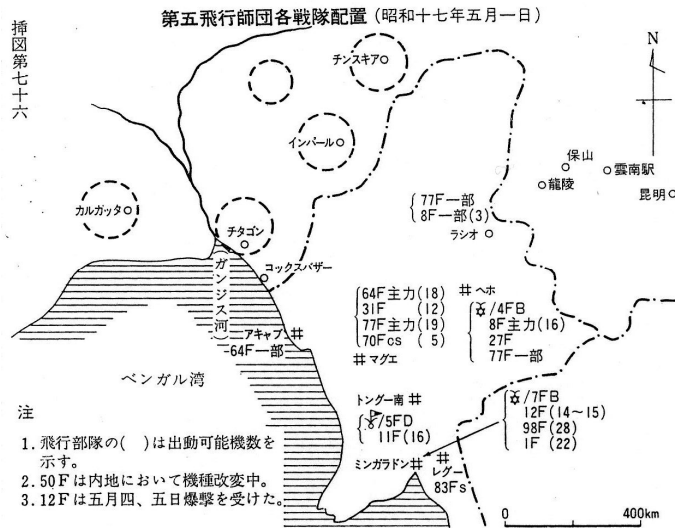 第五飛行師団各戦隊配置(昭和十七年五月一日)
挿図第七十六
N
チンスキア
インパール
保山
雲南駅
龍陵
昆明
カルガッタ
チタゴン
77F一部
8F一部(3)
ラシオ
コックスバザー
(ガンジス河)
64F主力(18)
31F (12)
77F主力(19)
70Fcs (5)
マグエ
ヘホ
/4FB
8F主力(16)
27F
77F一部
アキャブ
64F一部
ベンガル湾
トングー南
/5FD
11F(16)
/7FB
12F(14~15)
98F(28)
1F(22)
ミンガラドン
レグー
83Fs
注
1. 飛行部隊の( )は出動可能機数を
示す。
2. 50Fは内地において機種改変中。
3. 12Fは五月四、五日爆撃を受けた。
0 400km